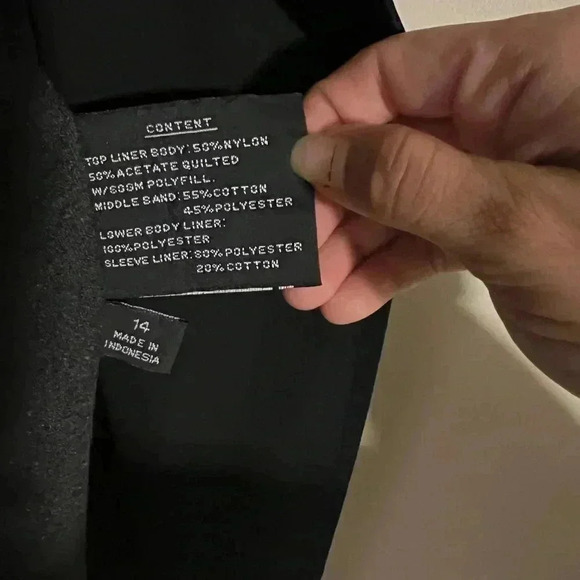 CONTENT
TOP LINER BODY: 50%NYLON
50%ACETATE QUILTED
W/50GM POLYFILL.
MIDDLE BAND: 55%COTTON
45%POLYESTER
LOWER BODY LINER:
100%POLYESTER
SLEEVE LINER: 80%POLYESTER
20%COTTON
14
MADE IN
INDONESIA